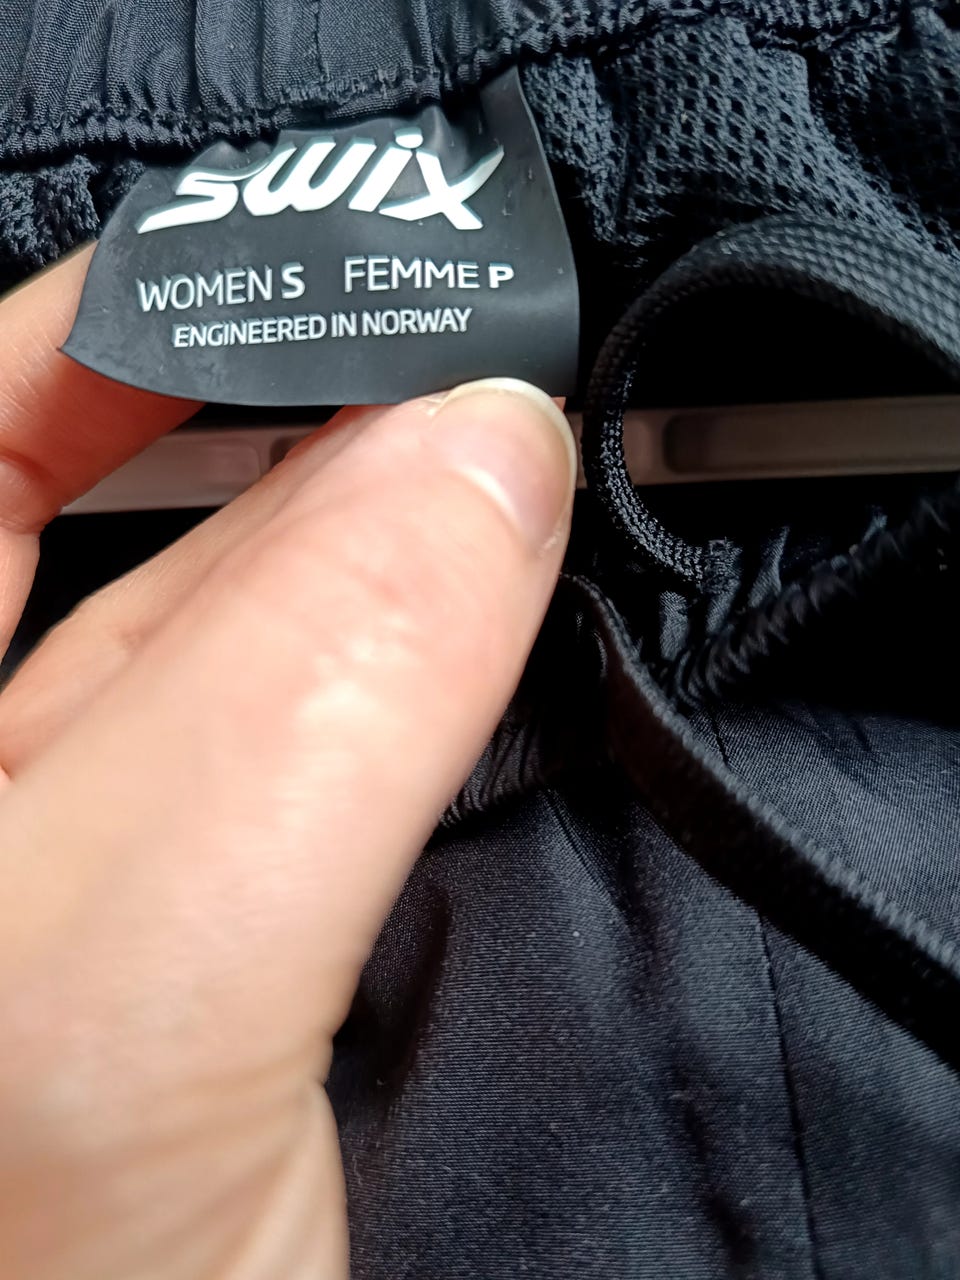 swix
WOMEN S FEMME P
ENGINEERED IN NORWAY